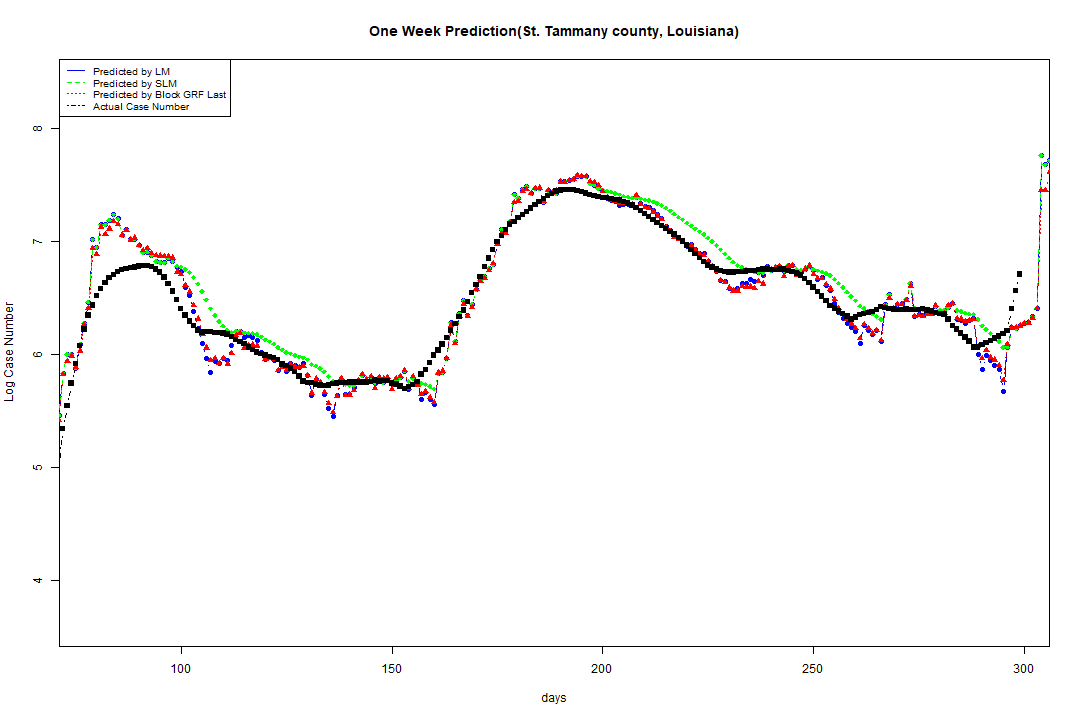 One Week Prediction(St. Tammany county, Louisiana)
Predicted by LM
Predicted by SLM
Predicted by Block GRF Last
Actual Case Number
Log Case Number
8
7
6
5
4
100 150 200 250 300
days